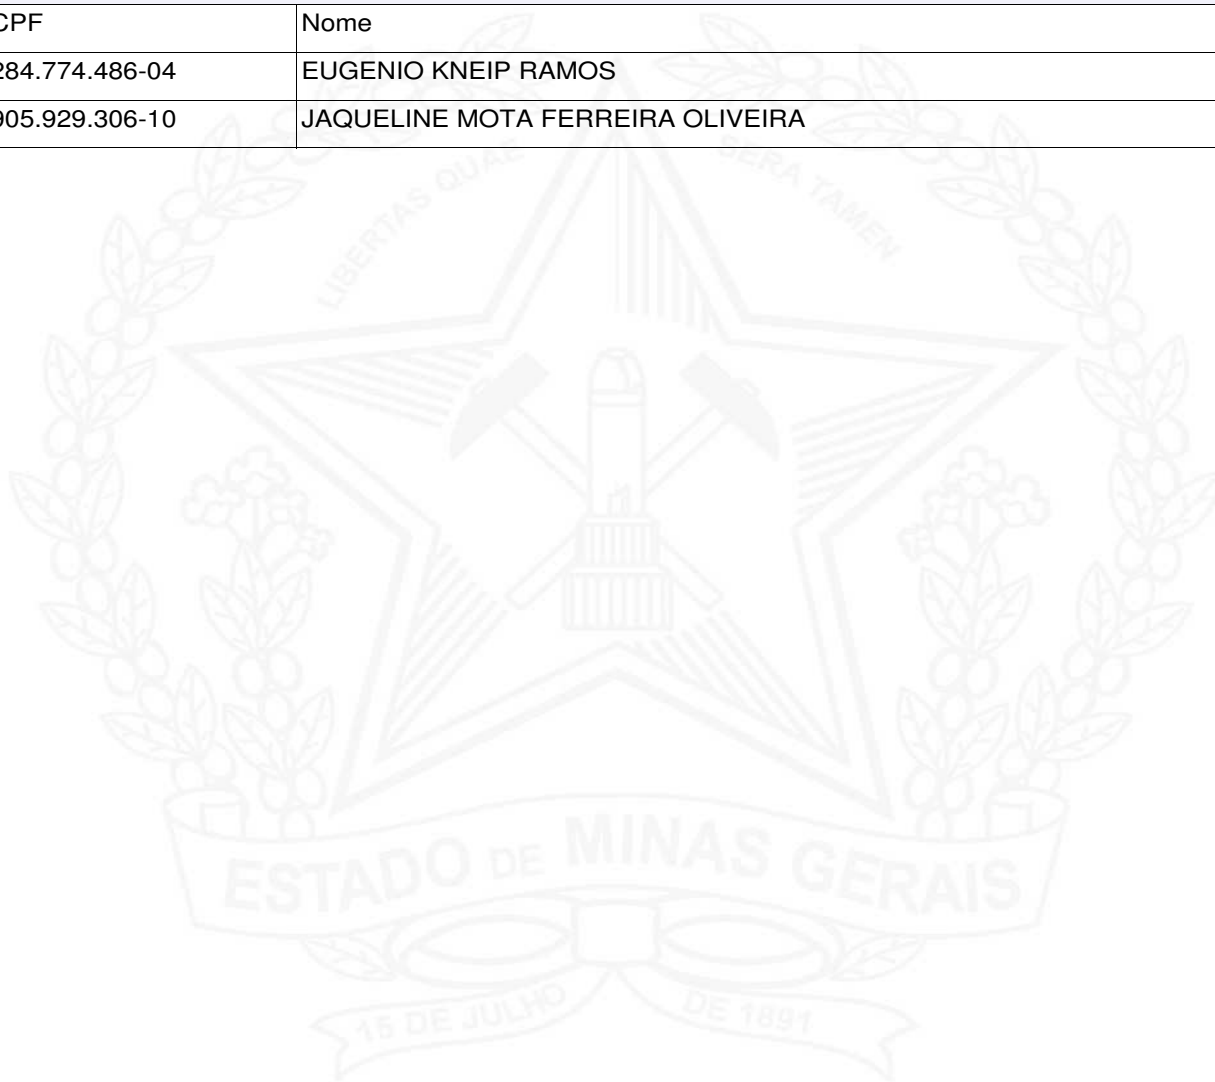 CPF Nome
284.774.486-04 EUGENIO KNEIP RAMOS
905.929.306-10 JAQUELINE MOTA FERREIRA OLIVEIRA
LIBERTAS QUAE SERA TAMEN
ESTADO DE MINAS GERAIS
15 DE JULHO DE 1891